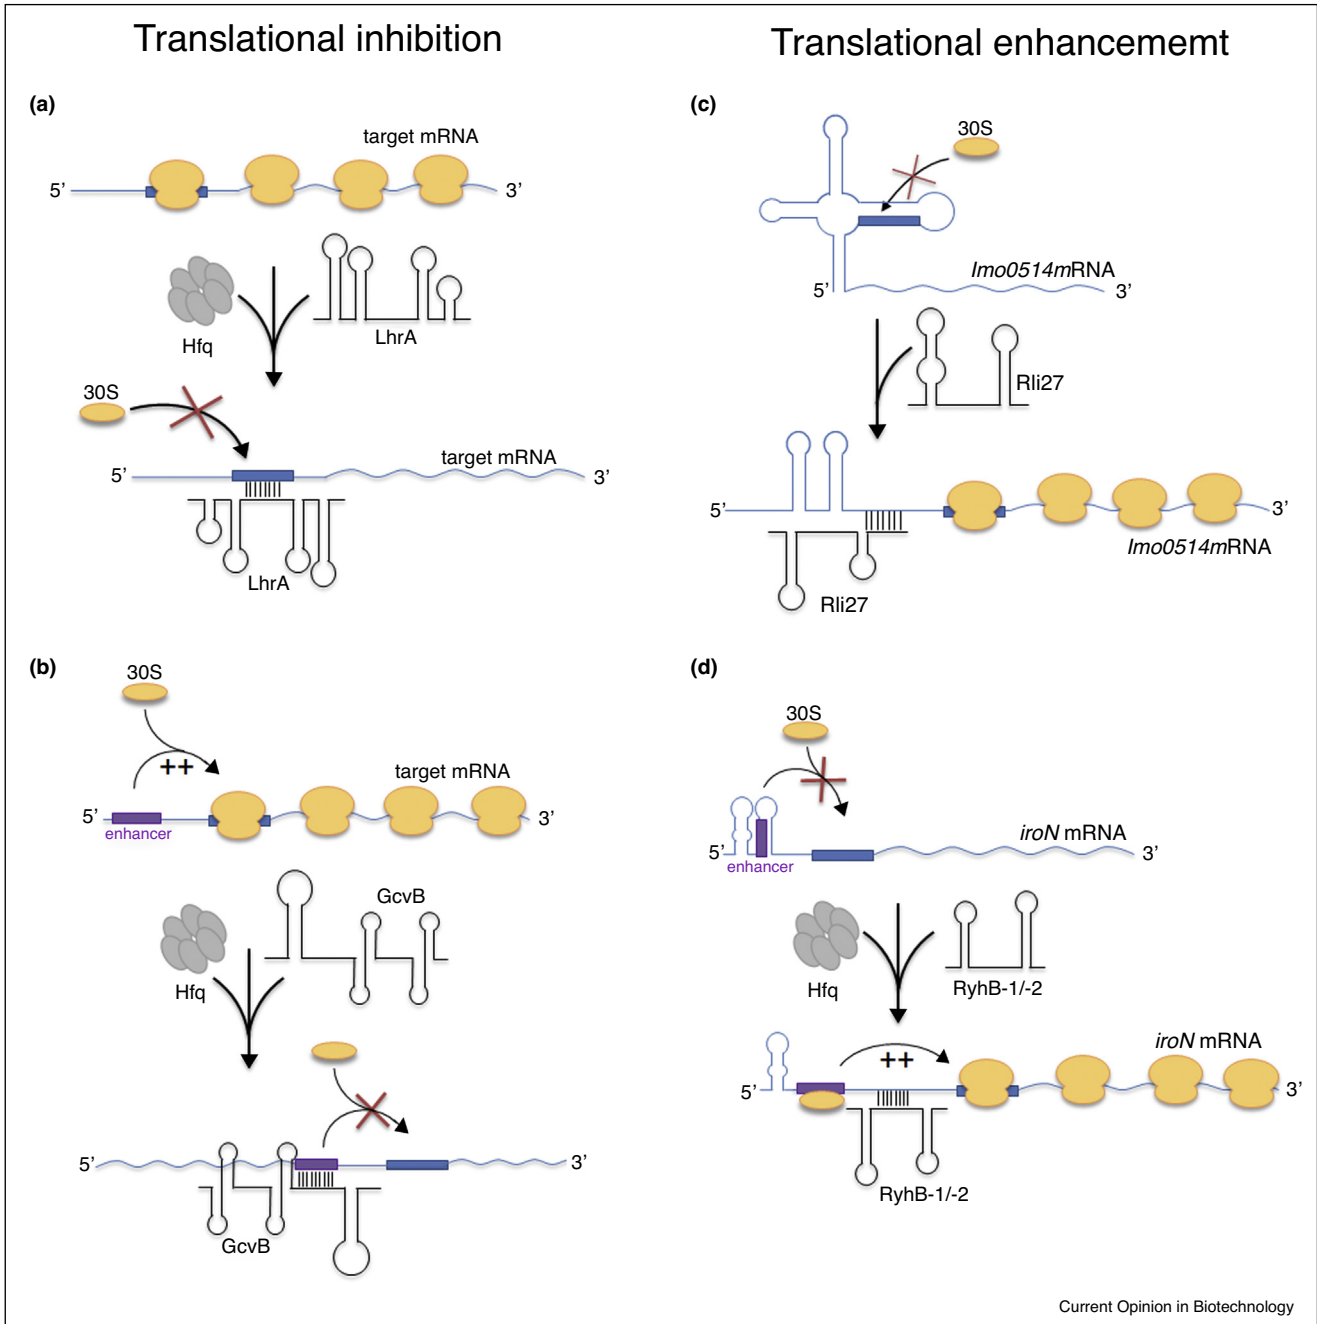 Translational inhibition
Translational enhancememt
(a)
target mRNA
5’
3’
Hfq
LhrA
30S
target mRNA
5’
3’
LhrA
(b)
30S
++
target mRNA
5’
3’
enhancer
GcvB
Hfq
5’
3’
GcvB
(c)
30S
lmo0514mRNA
5’
3’
Rli27
5’
3’
lmo0514mRNA
Rli27
(d)
30S
iroN mRNA
5’
3’
enhancer
Hfq
RyhB-1/-2
iroN mRNA
++
5’
3’
RyhB-1/-2
Current Opinion in Biotechnology